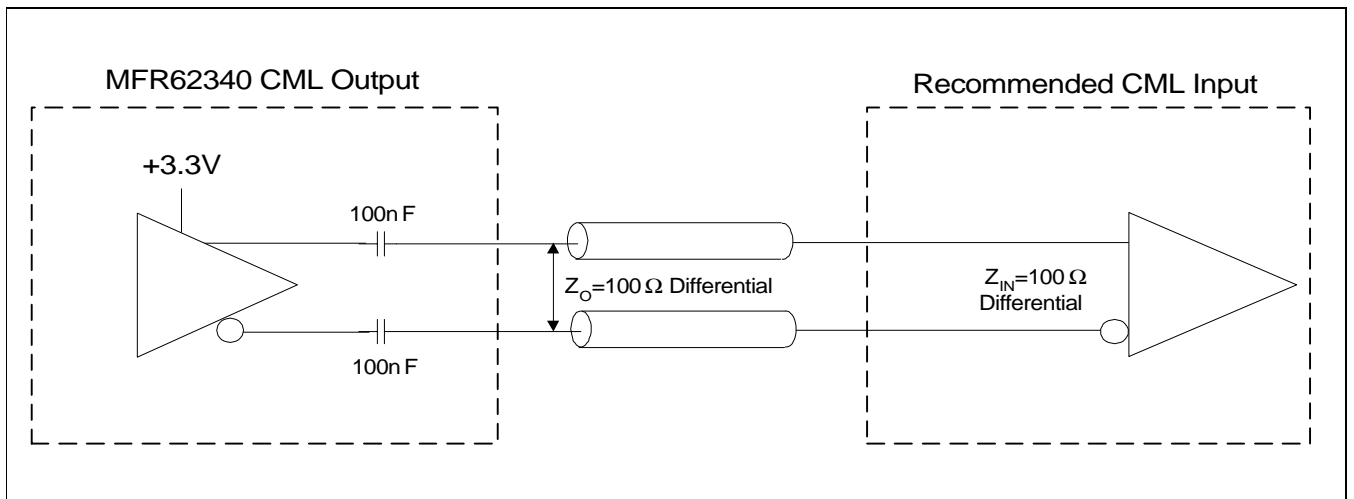 MFR62340 CML Output
Recommended CML Input
+3.3V
100n F
Z_O=100 Ω Differential
Z_IN=100 Ω
Differential
100n F